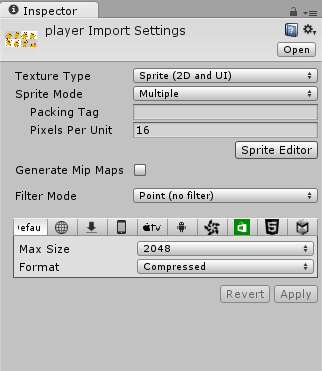 Inspector
player Import Settings
Open
Texture Type Sprite (2D and UI)
Sprite Mode Multiple
Packing Tag
Pixels Per Unit 16
Sprite Editor
Generate Mip Maps
Filter Mode Point (no filter)
Defau tv
Max Size 2048
Format Compressed
Revert Apply